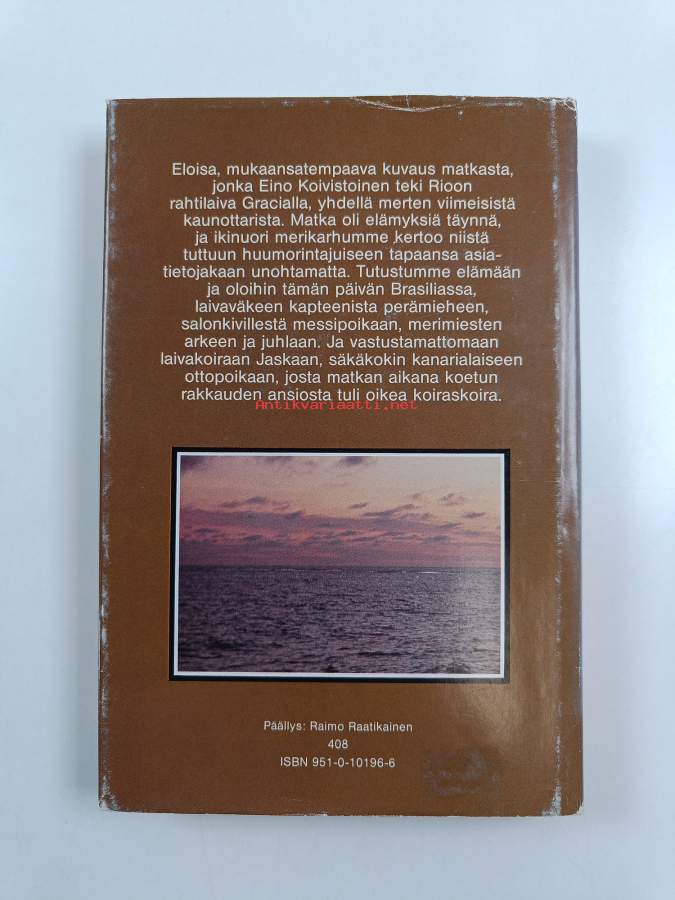 Eloisa, mukaansatempaava kuvaus matkasta,
jonka Eino Koivistoinen teki Rioon
rahtilaiva Gracialla, yhdellä merten viimeisistä
kaunottarista. Matka oli elämyksiä täynnä,
ja ikinuori merikarhumme kertoo niistä
tuttuun huumorintajuiseen tapaansa asia-
tietojakaan unohtamatta. Tutustumme elämään
ja oloihin tämän päivän Brasiliassa,
laivaväkeen kapteenista perämieheen,
salonkivillestä messipoikaan, merimiesten
arkeen ja juhlaan. Ja vastustamattomaan
laivakoiraan Jaskaan, säkäkokin kanarialaiseen
ottopoikaan, josta matkan aikana koetun
rakkauden ansiosta tuli oikea koiraskoira.
Antikvariaatti.net
Päällys: Raimo Raatikainen
408
ISBN 951-0-10196-6